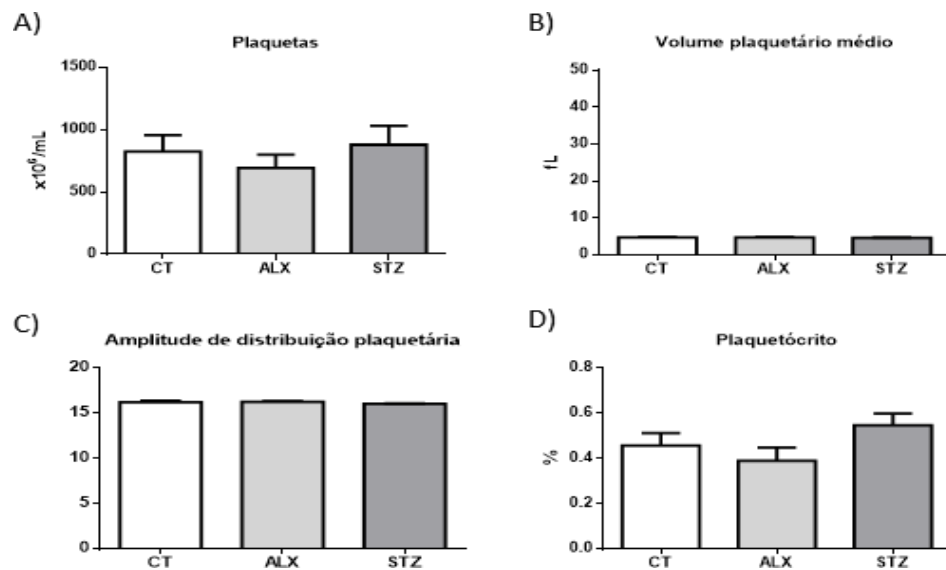 A)
Plaquetas
1500
1000
500
0
x10⁶/mL
CT ALX STZ
B)
Volume plaquetário médio
50
40
30
20
10
0
fL
CT ALX STZ
C)
Amplitude de distribuição plaquetária
20
15
10
5
0
CT ALX STZ
D)
Plaquetócrito
0.8
0.6
0.4
0.2
0.0
%
CT ALX STZ